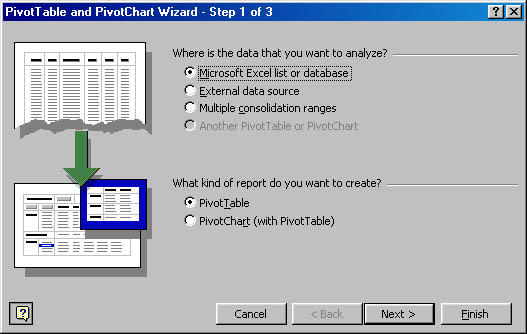 PivotTable and PivotChart Wizard - Step 1 of 3
Where is the data that you want to analyze?
Microsoft Excel list or database
External data source
Multiple consolidation ranges
Another PivotTable or PivotChart
What kind of report do you want to create?
PivotTable
PivotChart (with PivotTable)
Cancel
< Back
Next >
Finish